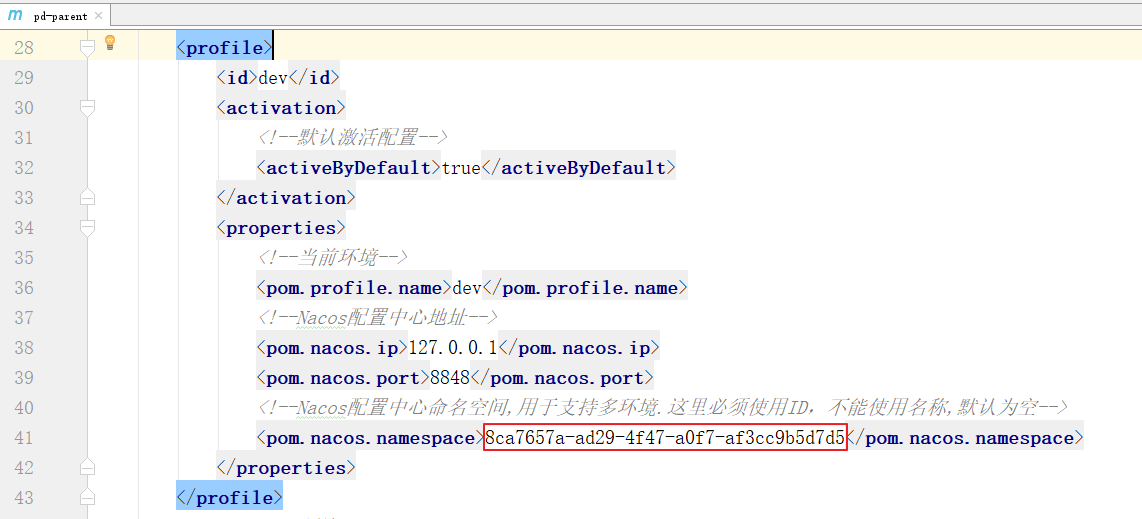 m pd-parent ×
28 <profile>
29 <id>dev</id>
30 <activation>
31 <!--默认激活配置-->
32 <activeByDefault>true</activeByDefault>
33 </activation>
34 <properties>
35 <!--当前环境-->
36 <pom.profile.name>dev</pom.profile.name>
37 <!--Nacos配置中心地址-->
38 <pom.nacos.ip>127.0.0.1</pom.nacos.ip>
39 <pom.nacos.port>8848</pom.nacos.port>
40 <!--Nacos配置中心命名空间,用于支持多环境.这里必须使用ID，不能使用名称,默认为空-->
41 <pom.nacos.namespace>8ca7657a-ad29-4f47-a0f7-af3cc9b5d7d5</pom.nacos.namespace>
42 </properties>
43 </profile>